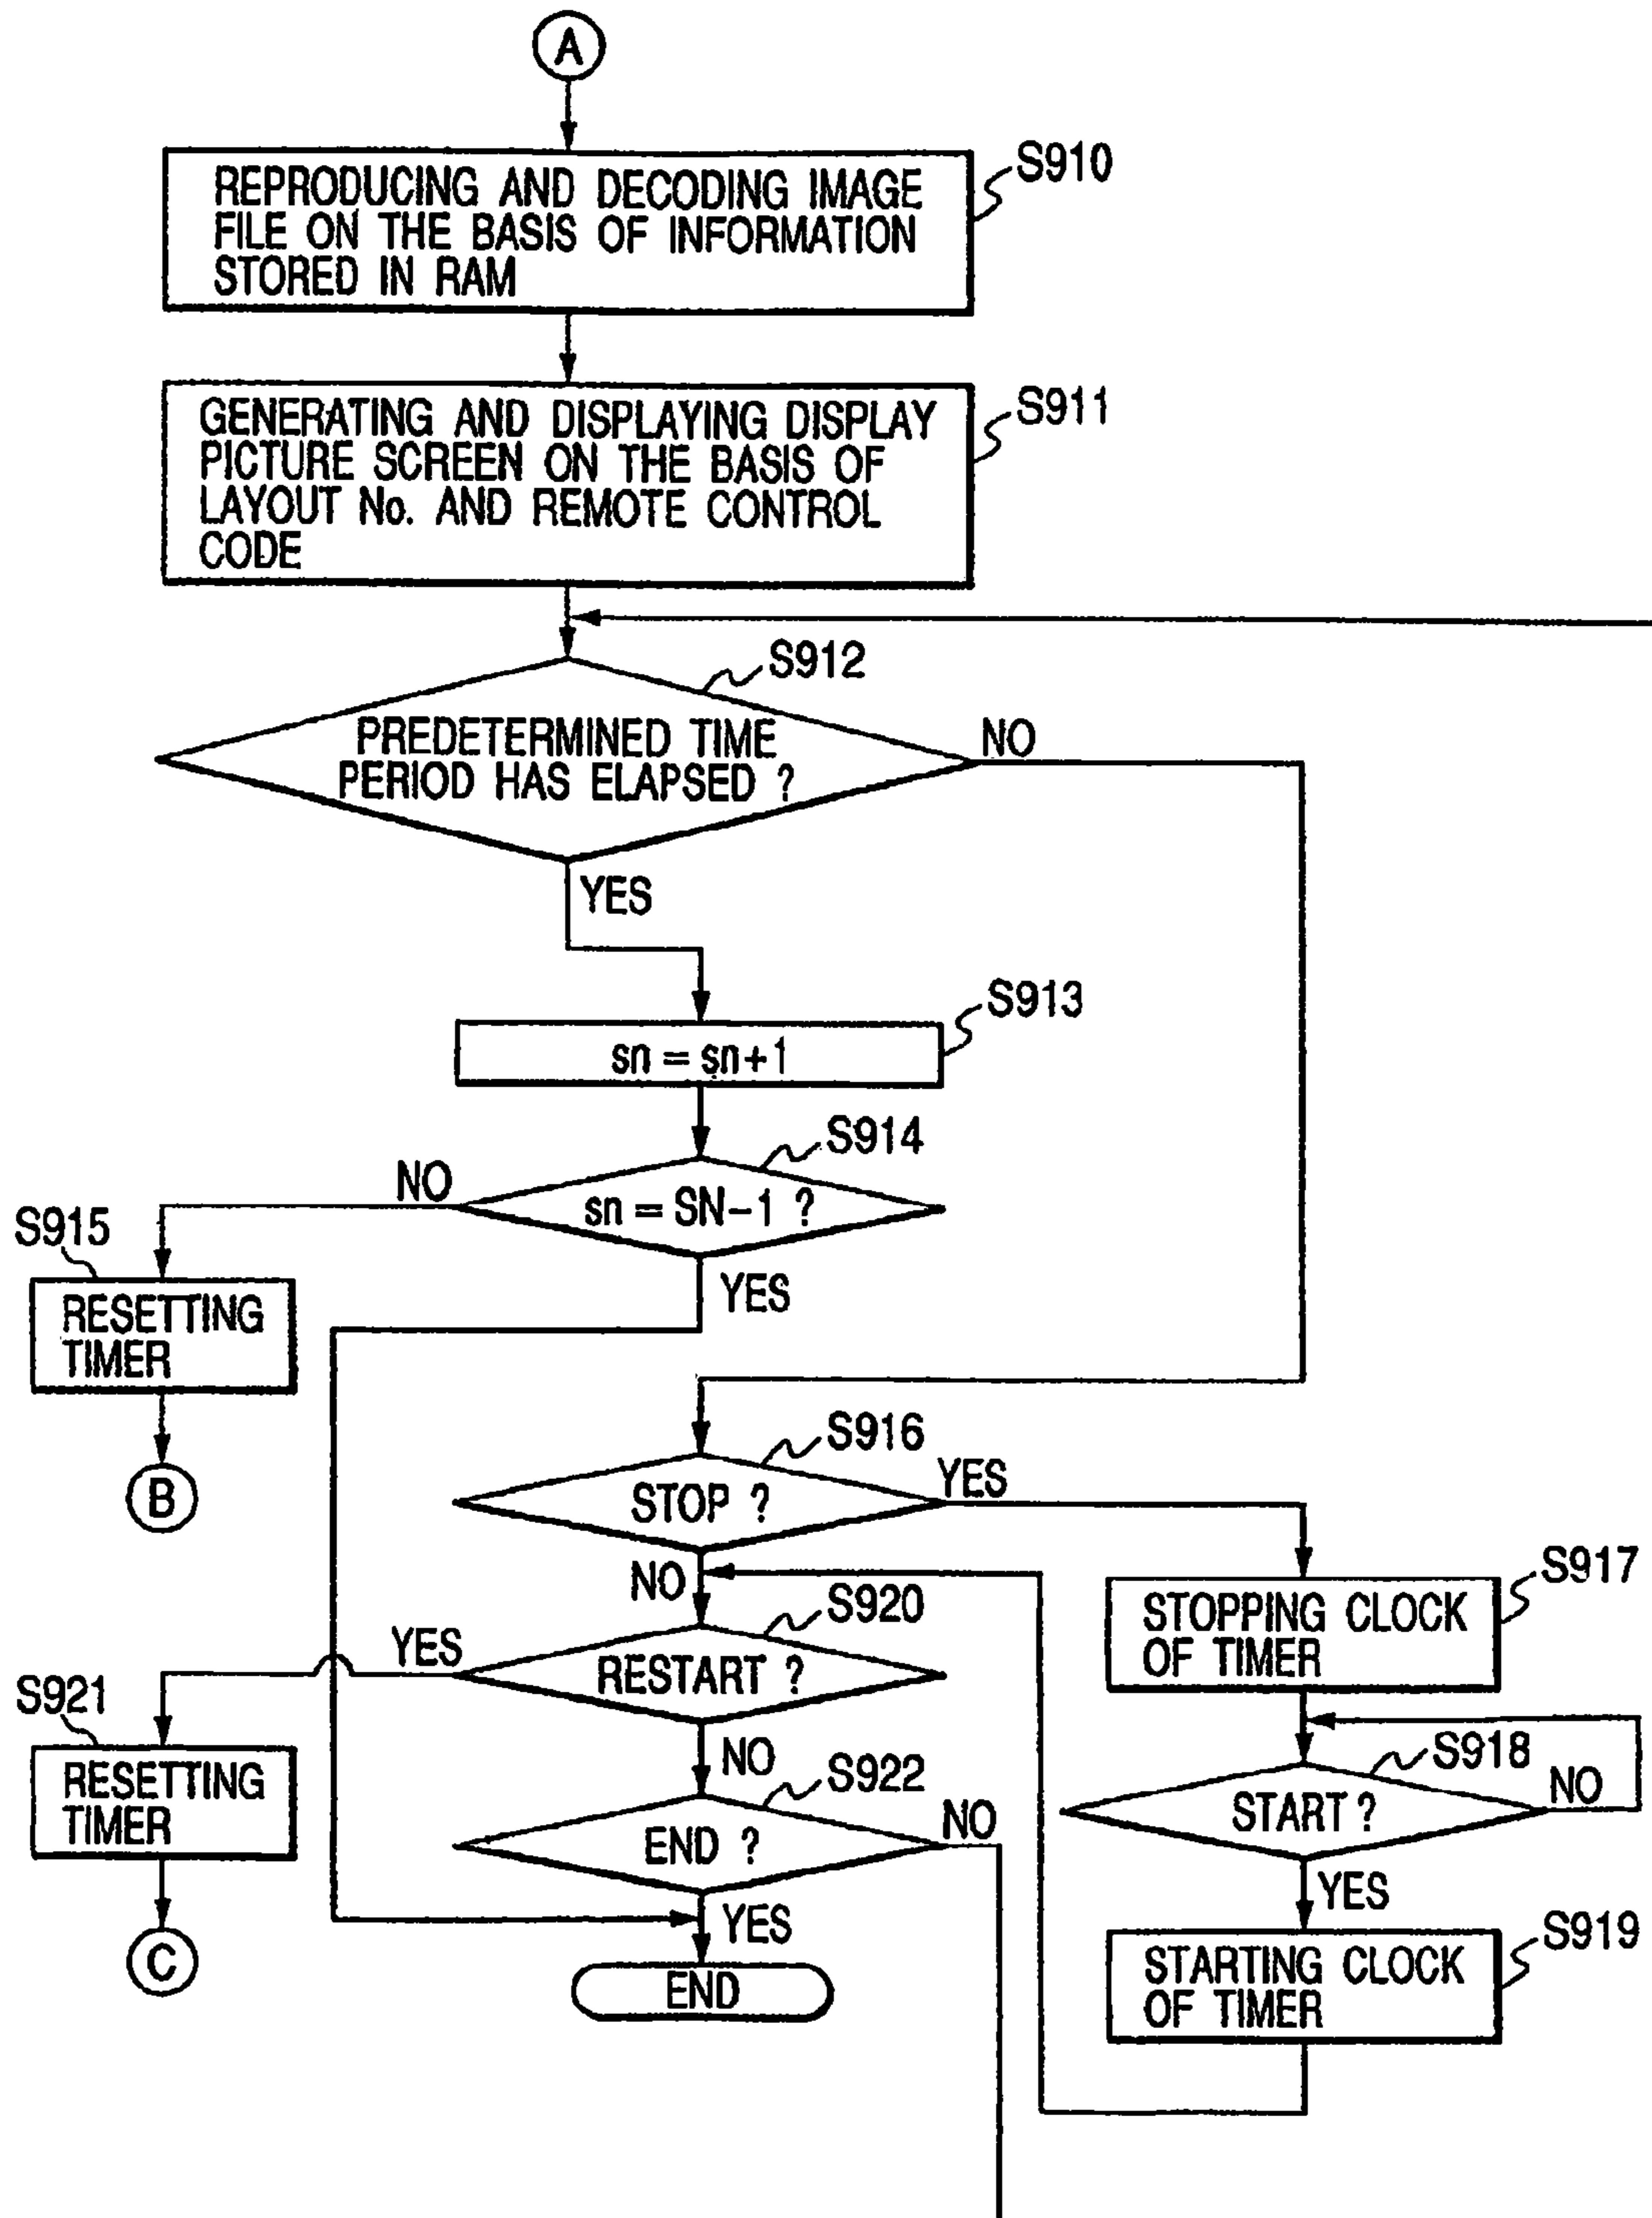 A
REPRODUCING AND DECODING IMAGE
FILE ON THE BASIS OF INFORMATION
STORED IN RAM
S910
GENERATING AND DISPLAYING DISPLAY
PICTURE SCREEN ON THE BASIS OF
LAYOUT No. AND REMOTE CONTROL
CODE
S911
S912
PREDETERMINED TIME
PERIOD HAS ELAPSED ?
NO
YES
S913
sn = sn+1
S914
sn = SN-1 ?
NO
YES
S915
RESETTING
TIMER
B
S916
STOP ?
YES
NO
S917
STOPPING CLOCK
OF TIMER
S918
START ?
NO
YES
S919
STARTING CLOCK
OF TIMER
S920
RESTART ?
YES
NO
S921
RESETTING
TIMER
C
S922
END ?
NO
YES
END